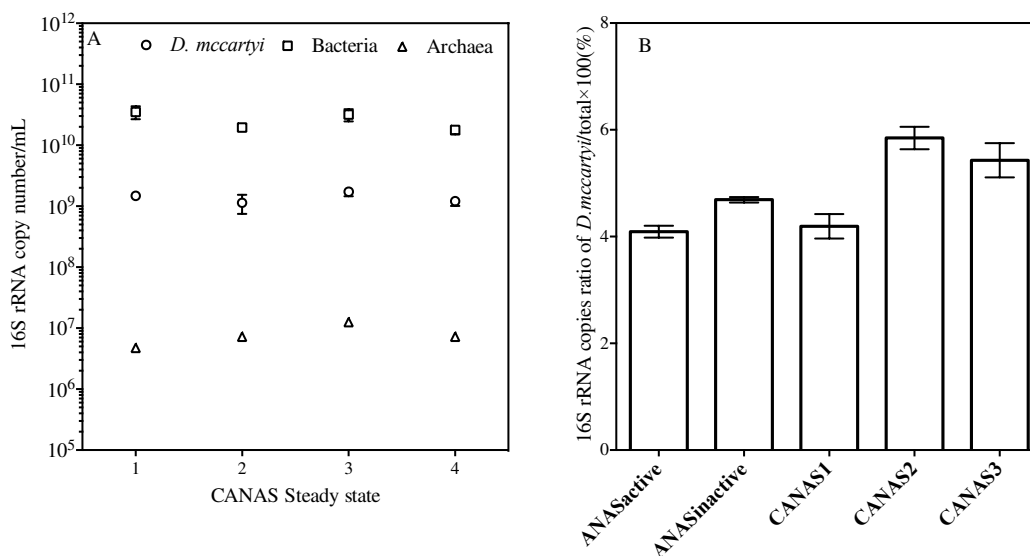 A
D. mccartyi
Bacteria
Archaea
10^12
10^11
10^10
10^9
10^8
10^7
10^6
10^5
16S rRNA copy number/mL
1 2 3 4
CANAS Steady state
B
8
6
4
2
0
16S rRNA copies ratio of D.mccartyi/total×100(%)
ANASactive
ANASinactive
CANAS1
CANAS2
CANAS3